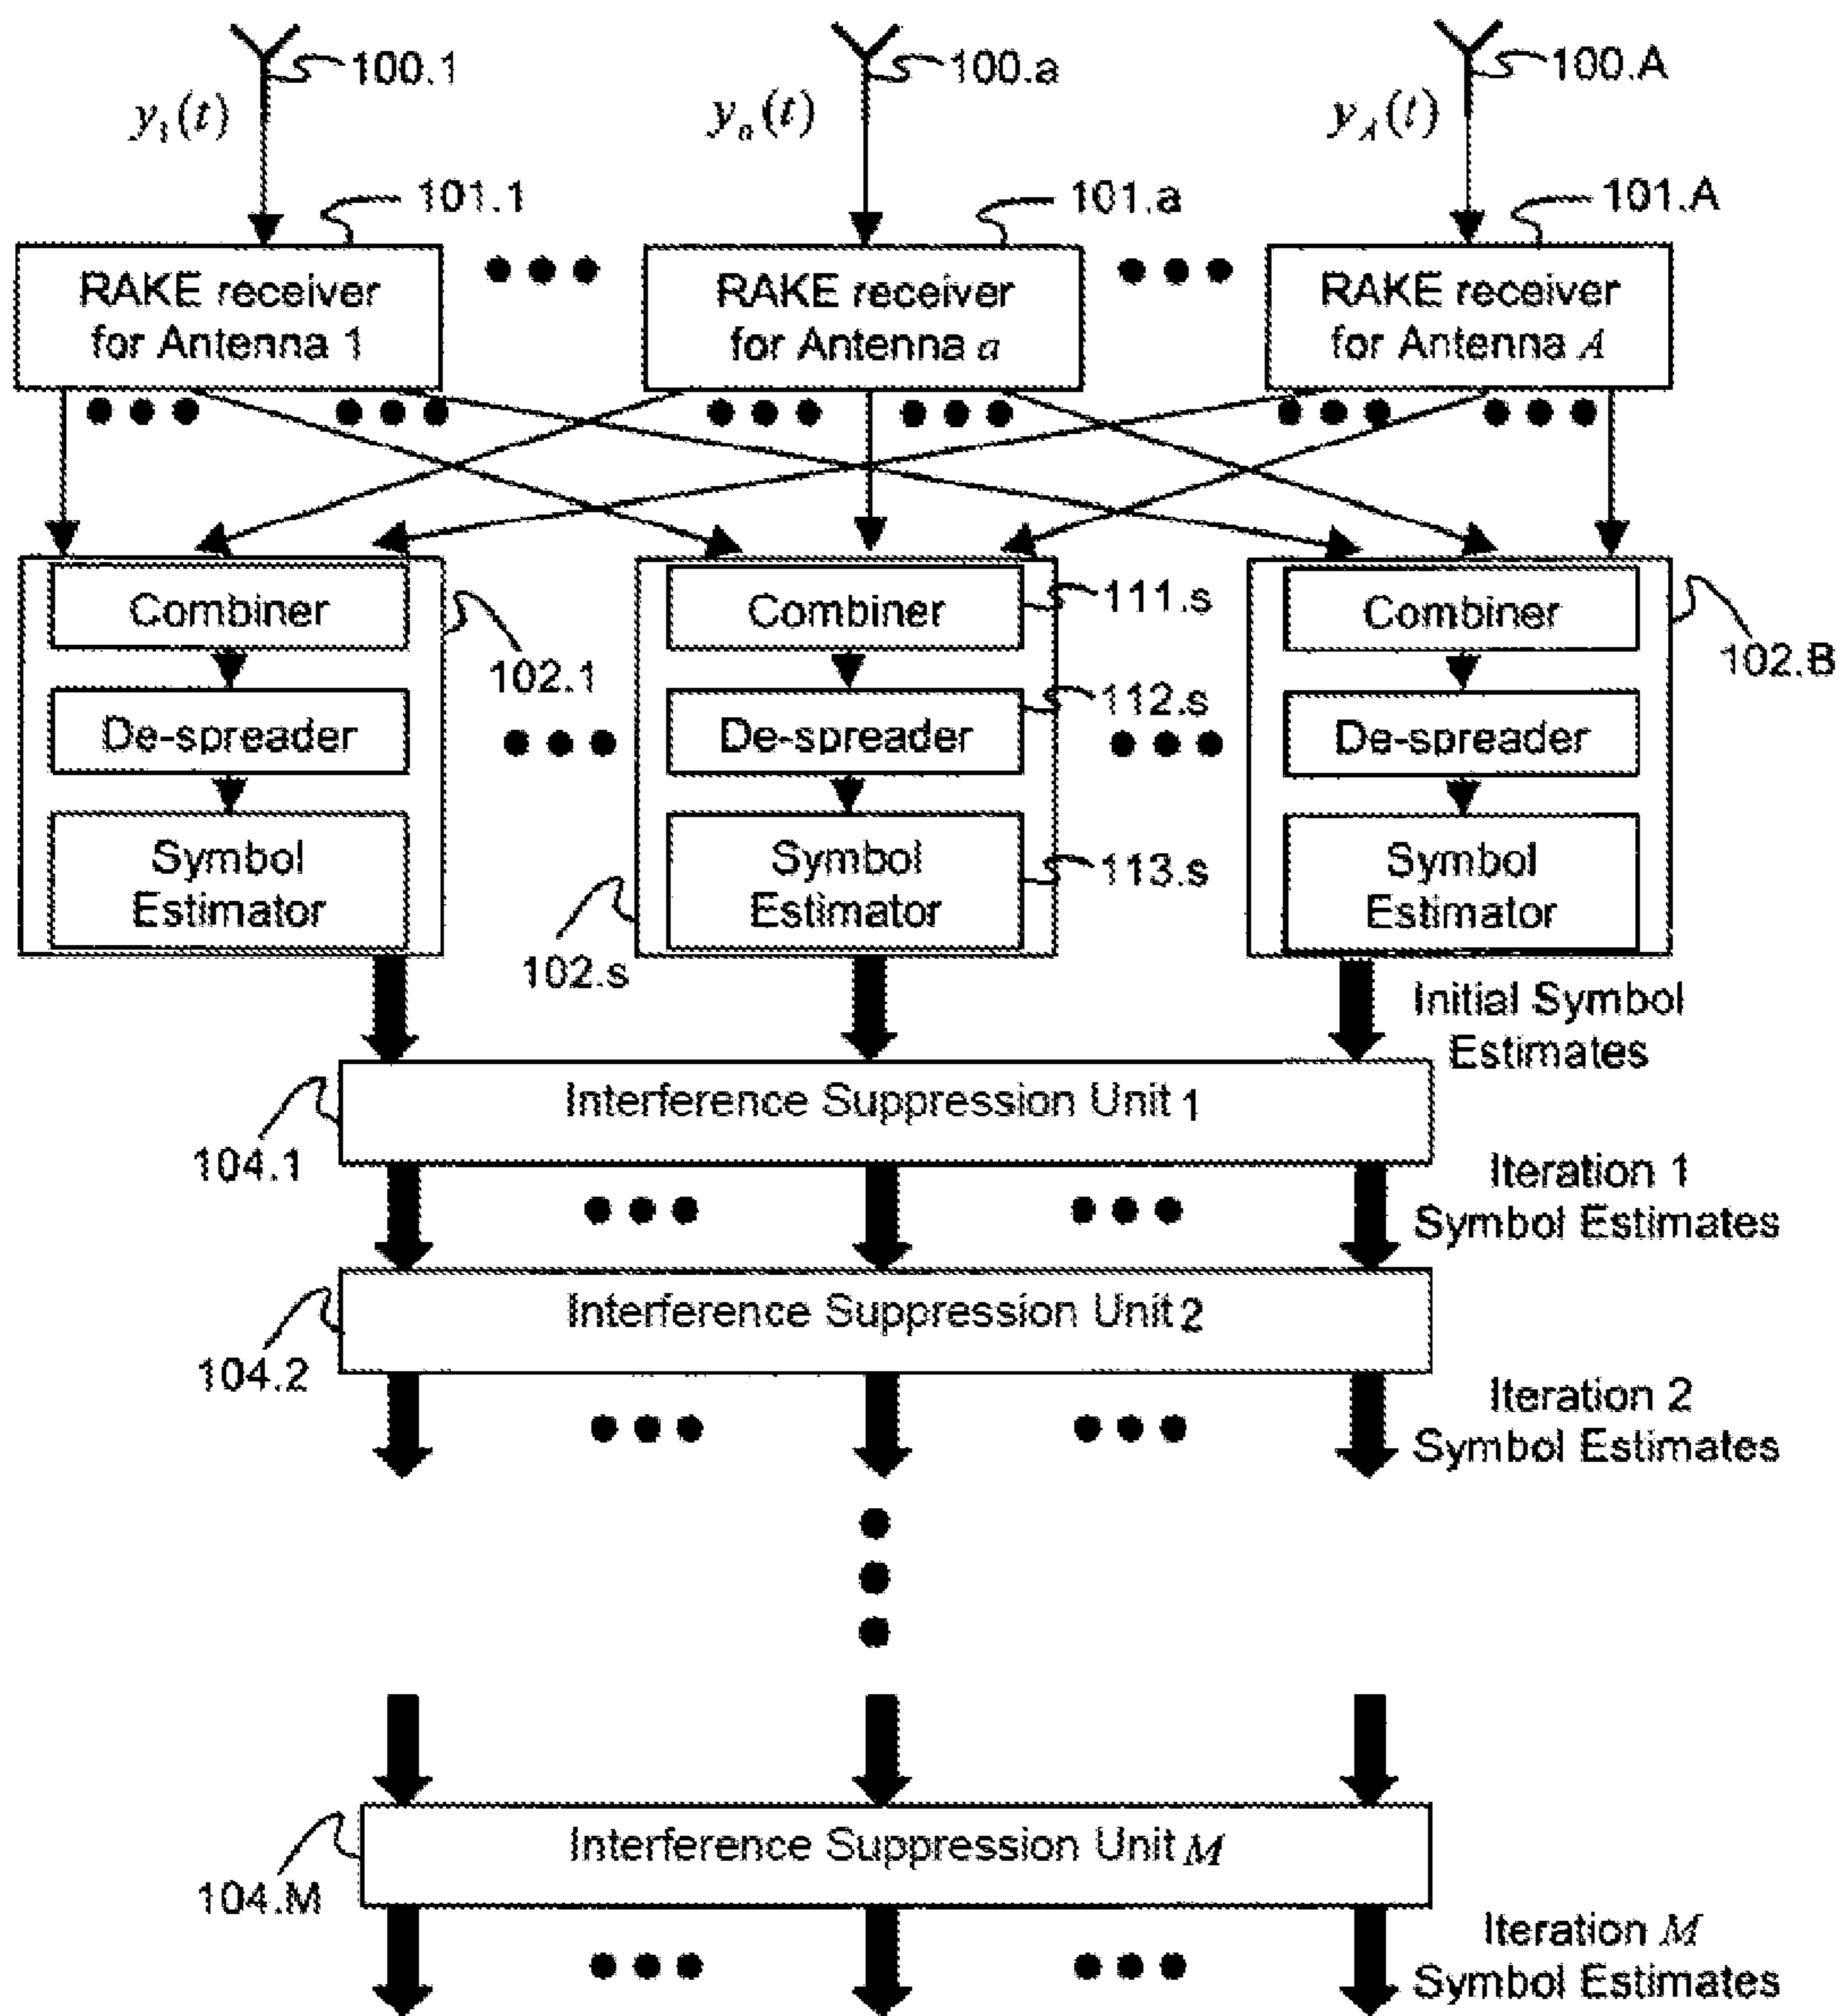 100.1 100.a 100.A
y₁(t) yₐ(t) y_A(t)
101.1 101.a 101.A
RAKE receiver
for Antenna 1
RAKE receiver
for Antenna a
RAKE receiver
for Antenna A
Combiner
De-spreader
Symbol
Estimator
102.1
Combiner
De-spreader
Symbol
Estimator
111.s
112.s
113.s
102.s
Combiner
De-spreader
Symbol
Estimator
102.B
Initial Symbol
Estimates
Interference Suppression Unit 1
104.1
Iteration 1
Symbol Estimates
Interference Suppression Unit 2
104.2
Iteration 2
Symbol Estimates
Interference Suppression Unit M
104.M
Iteration M
Symbol Estimates